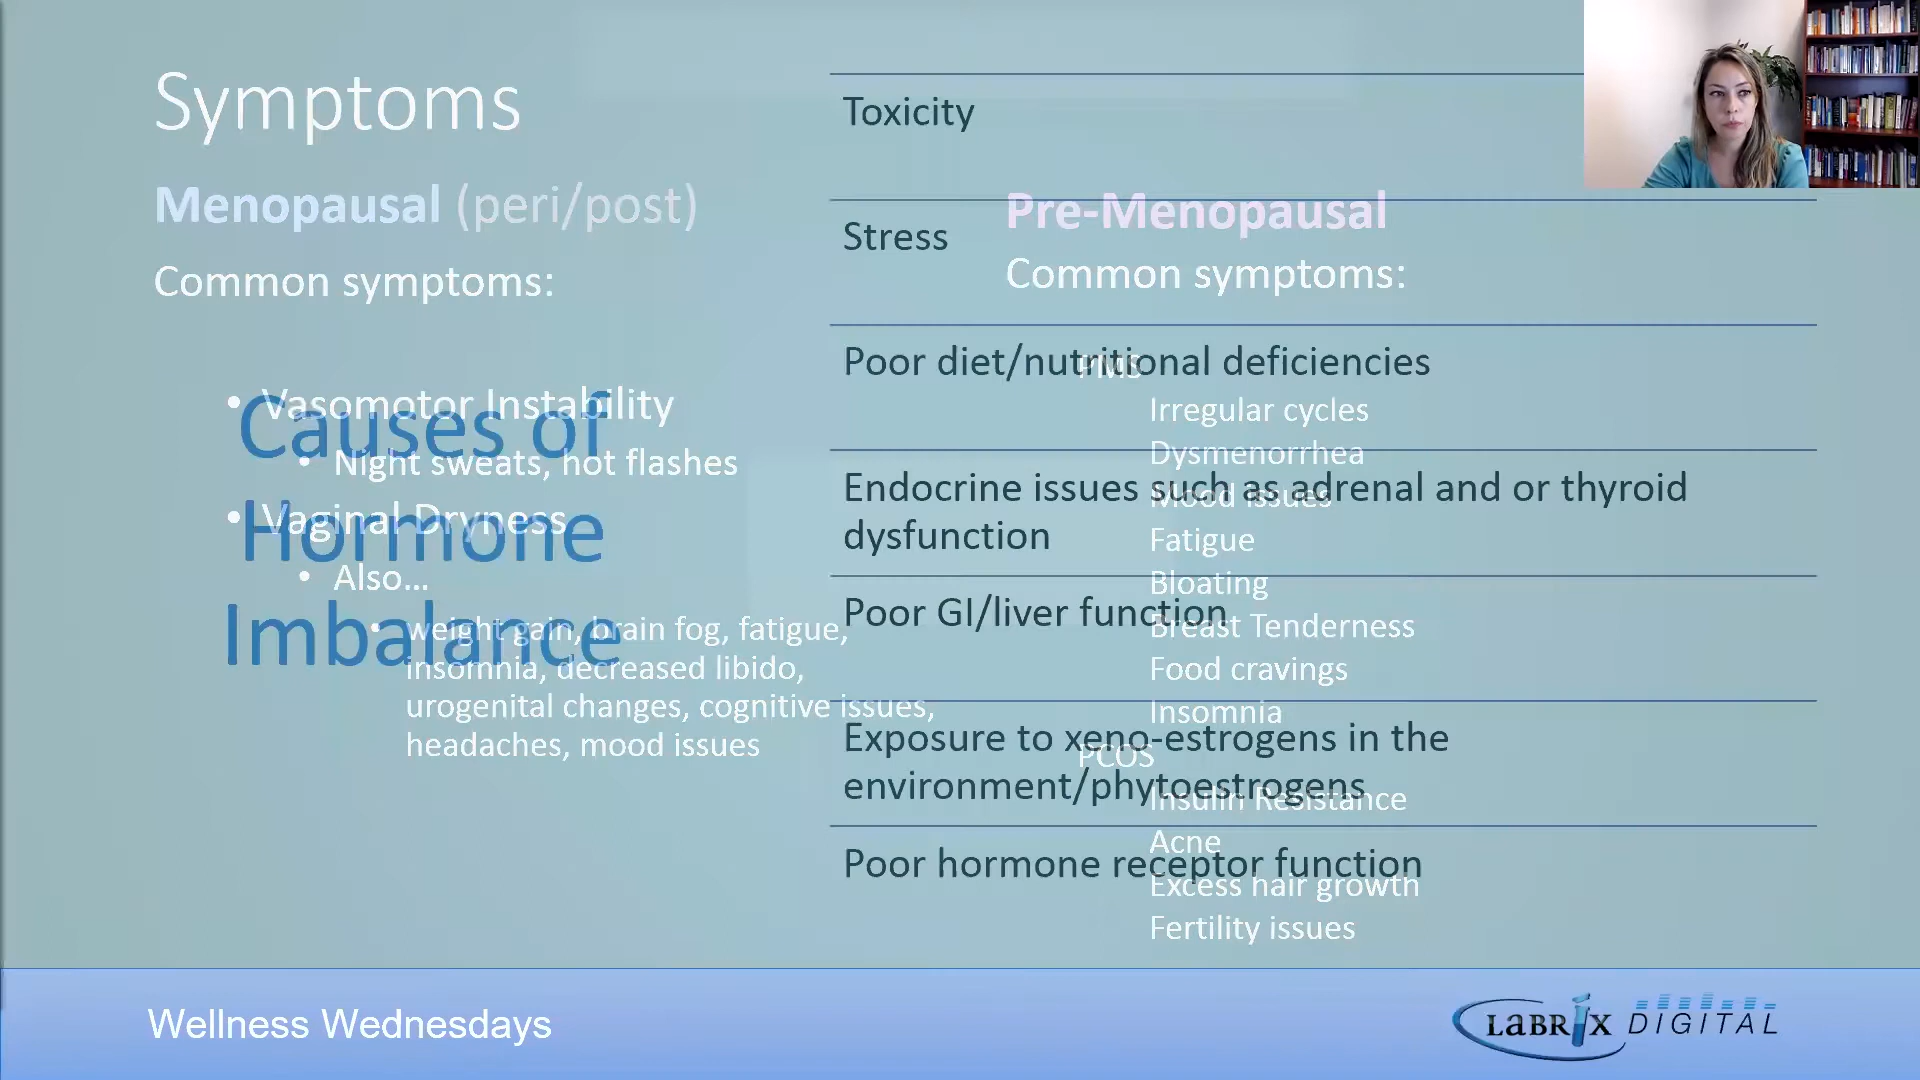 Symptoms
Menopausal (peri/post)
Common symptoms:
• Vasomotor Instability
• Night sweats, hot flashes
• Vaginal Dryness
• Also...
• weight gain, brain fog, fatigue,
insomnia, decreased libido,
urogenital changes, cognitive issues,
headaches, mood issues
Pre-Menopausal
Common symptoms:
PMS
Irregular cycles
Dysmenorrhea
Mood issues
Fatigue
Bloating
Breast Tenderness
Food cravings
Insomnia
PCOS
Insulin Resistance
Acne
Excess hair growth
Fertility issues
Causes of
Hormone
Imbalance
Toxicity
Stress
Poor diet/nutritional deficiencies
Endocrine issues such as adrenal and or thyroid
dysfunction
Poor GI/liver function
Exposure to xeno-estrogens in the
environment/phytoestrogens
Poor hormone receptor function
Wellness Wednesdays
LABRIX DIGITAL